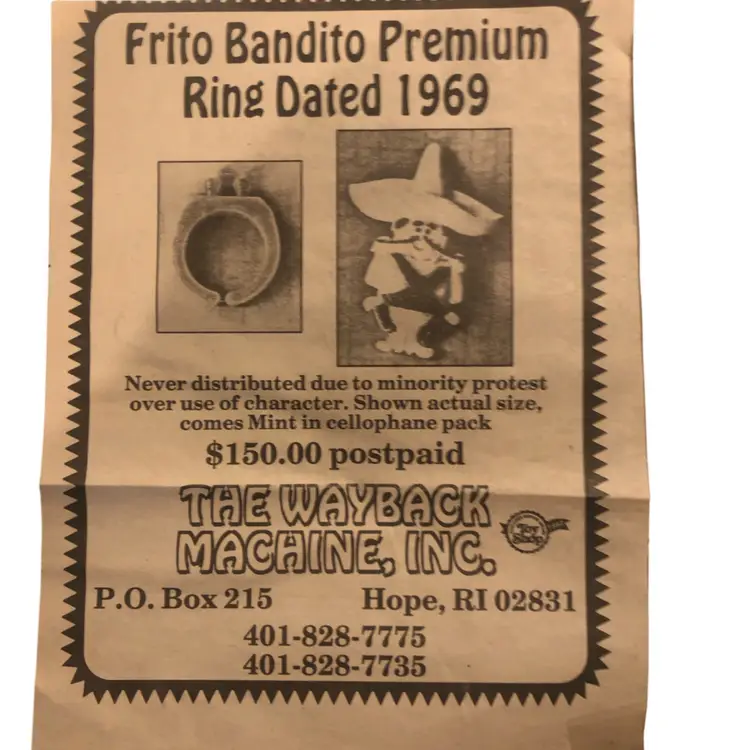 Frito Bandito Premium
Ring Dated 1969
Never distributed due to minority protest
over use of character. Shown actual size,
comes Mint in cellophane pack
$150.00 postpaid
THE WAYBACK
MACHINE, INC.
Toy
Shop
P.O. Box 215 Hope, RI 02831
401-828-7775
401-828-7735